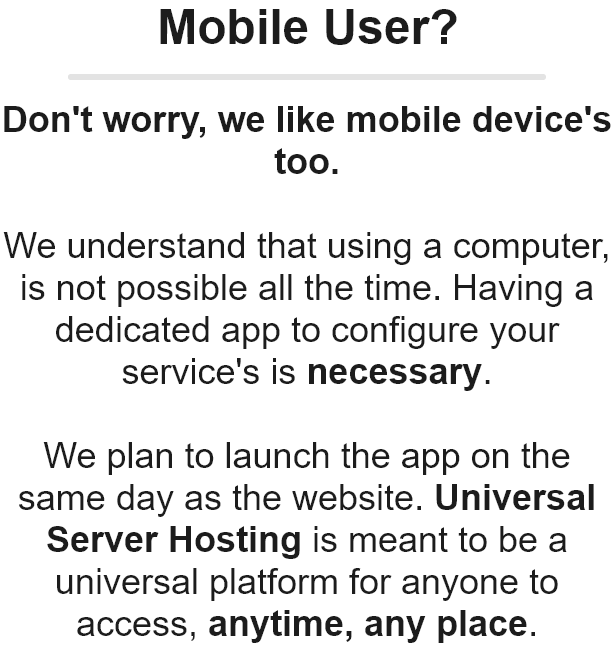 Mobile User?
Don't worry, we like mobile device's
too.
We understand that using a computer,
is not possible all the time. Having a
dedicated app to configure your
service's is necessary.
We plan to launch the app on the
same day as the website. Universal
Server Hosting is meant to be a
universal platform for anyone to
access, anytime, any place.